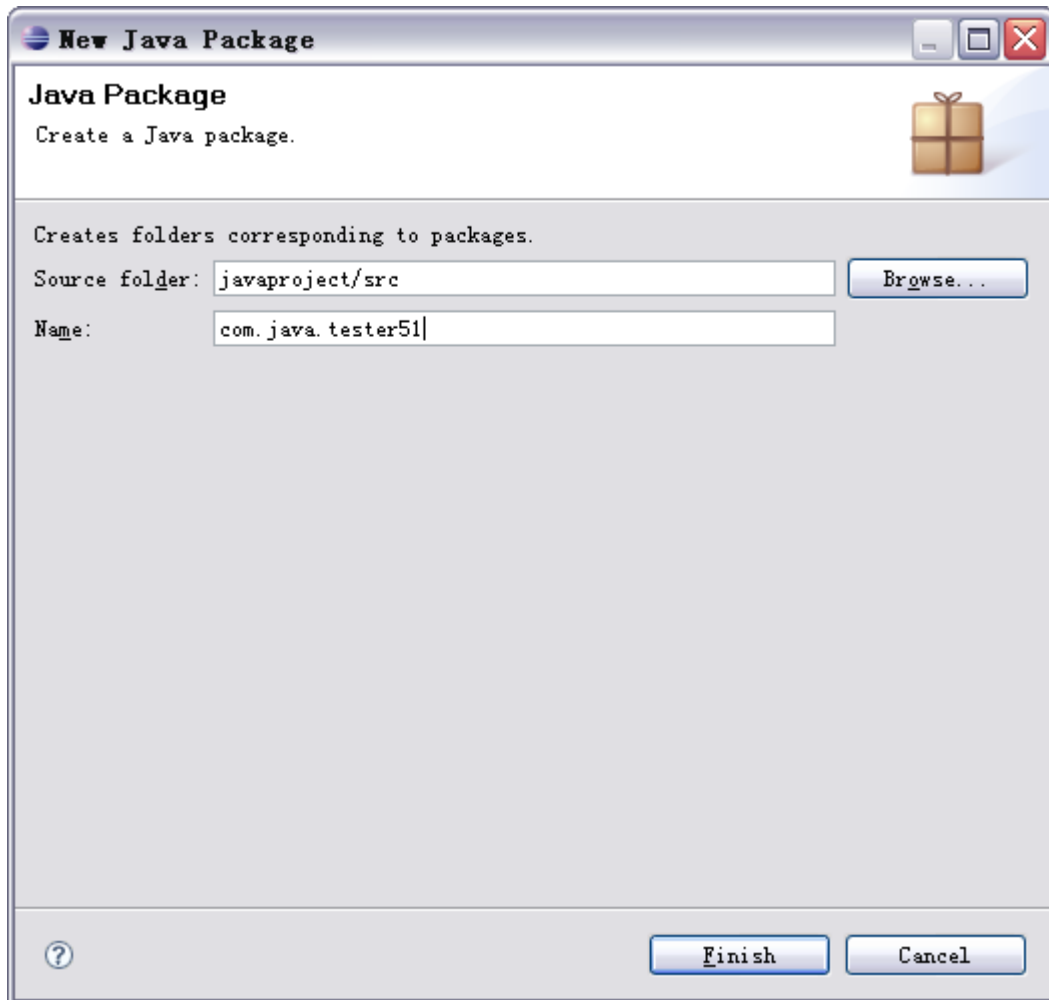 New Java Package
Java Package
Create a Java package.
Creates folders corresponding to packages.
Source folder: javaproject/src Browse...
Name: com.java.tester51
? Finish Cancel